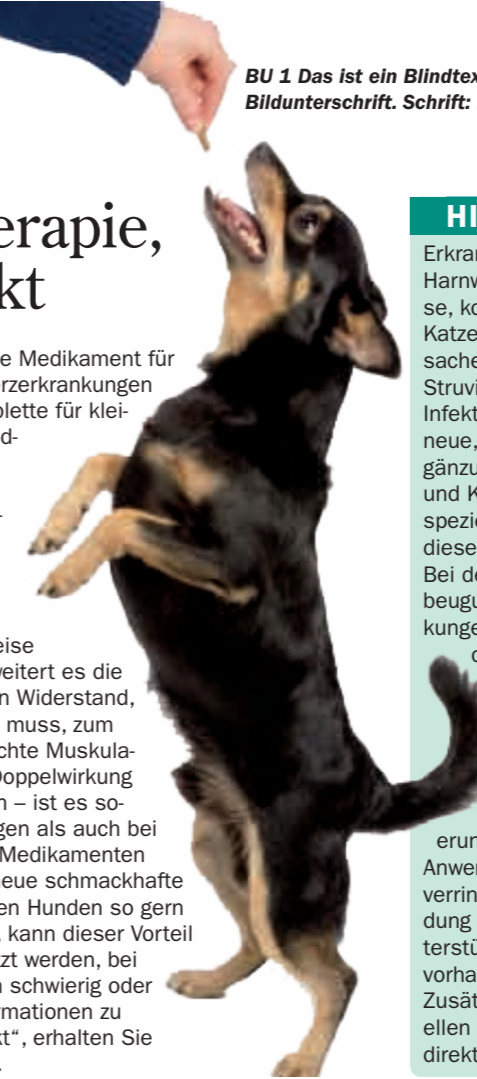 BU 1 Das ist ein Blindtex
Bildunterschrift. Schrift:
erapie,
kt
e Medikament für
erzerkrankungen
olette für klei-
d-
-
eise
weitert es die
n Widerstand,
muss, zum
chte Muskula-
Doppelwirkung
n – ist es so-
gen als auch bei
Medikamenten
neue schmackhafte
en Hunden so gern
, kann dieser Vorteil
zt werden, bei
n schwierig oder
rmationen zu
kt“, erhalten Sie
.
HI
Erkran
Harnw
se, ko
Katze
sache
Struvi
Infekt
neue,
gänzu
und K
spezie
diese
Bei de
beugu
kunge
d
erun
Anwen
verrin
dung
terstü
vorha
Zusät
ellen
direkt